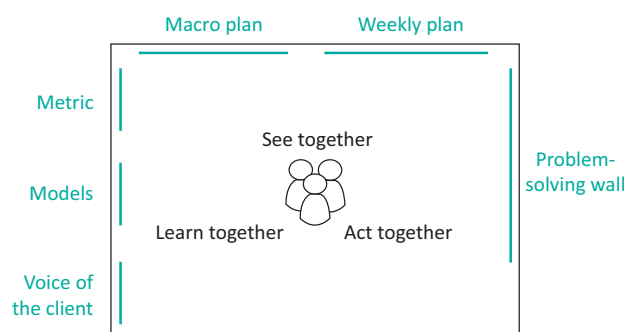 Macro plan
Weekly plan
Metric
See together
Problem-
solving wall
Models
Learn together
Act together
Voice of
the client